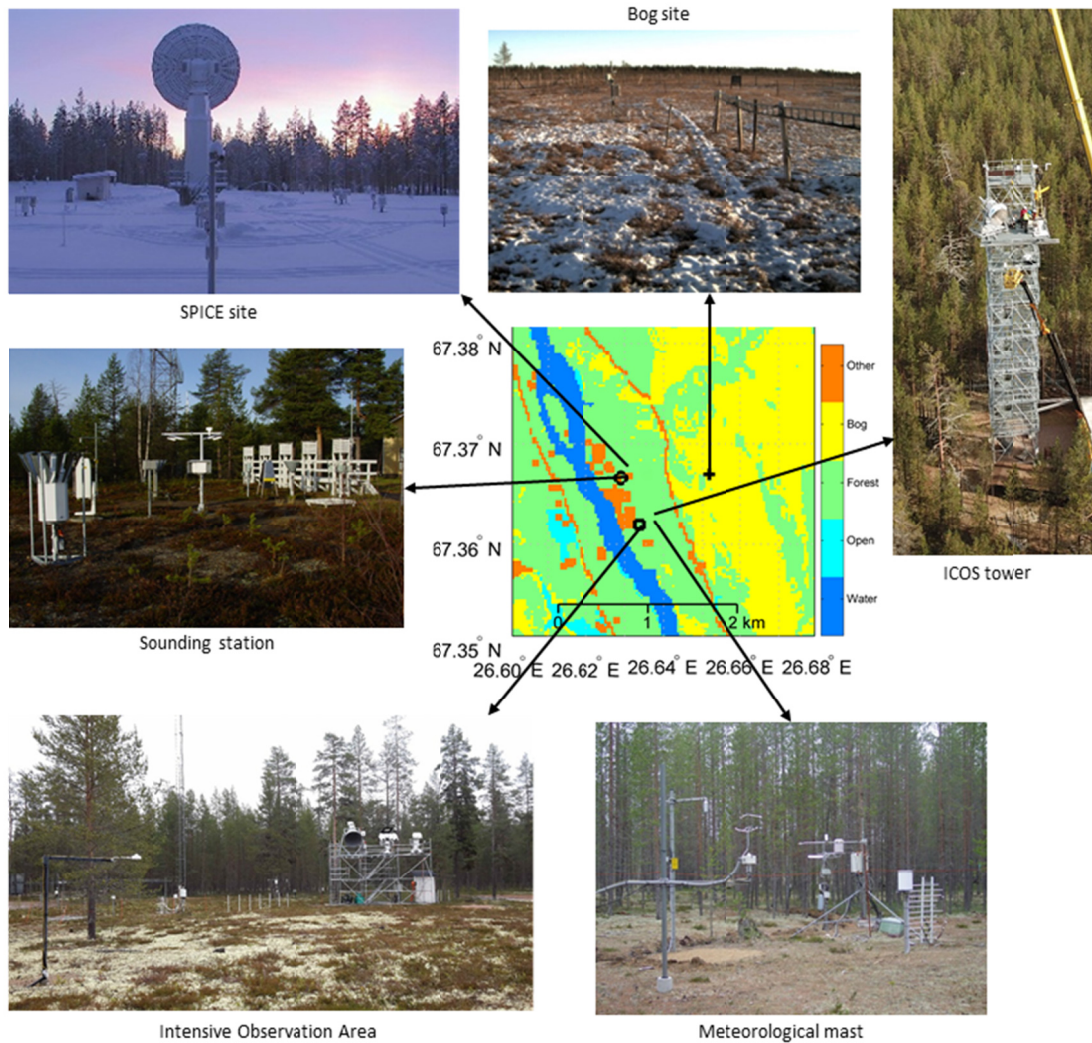 Bog site
SPICE site
ICOS tower
Sounding station
67.38° N
67.37° N
67.36° N
67.35° N
26.60° E 26.62° E 26.64° E 26.66° E 26.68° E
0 1 2 km
Other
Bog
Forest
Open
Water
Intensive Observation Area
Meteorological mast